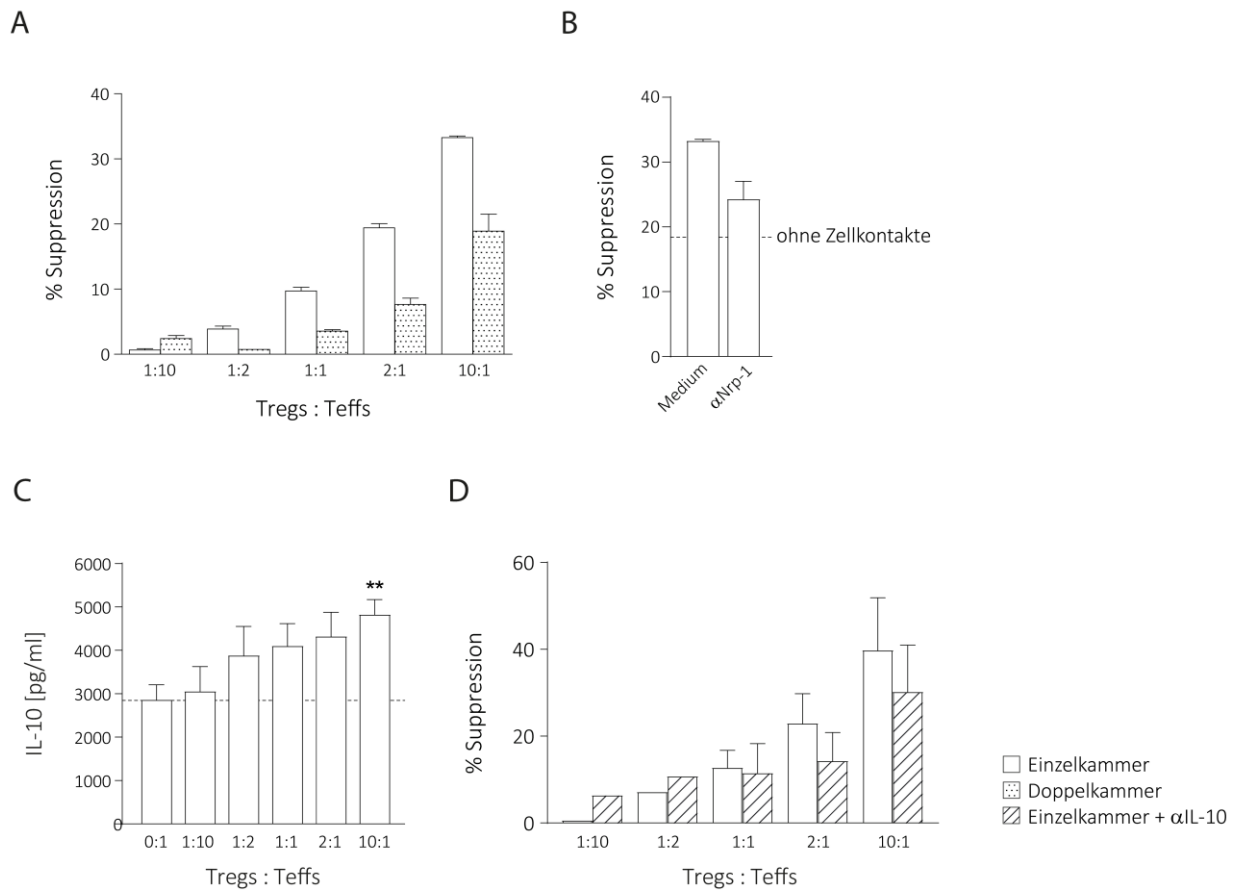 A
B
% Suppression
40
30
20
10
0
1:10 1:2 1:1 2:1 10:1
Tregs : Teffs
% Suppression
40
30
20
10
0
ohne Zellkontakte
Medium
αNrp-1
C
D
IL-10 [pg/ml]
6000
5000
4000
3000
2000
1000
0
**
0:1 1:10 1:2 1:1 2:1 10:1
Tregs : Teffs
% Suppression
60
40
20
0
1:10 1:2 1:1 2:1 10:1
Tregs : Teffs
Einzelkammer
Doppelkammer
Einzelkammer + αIL-10